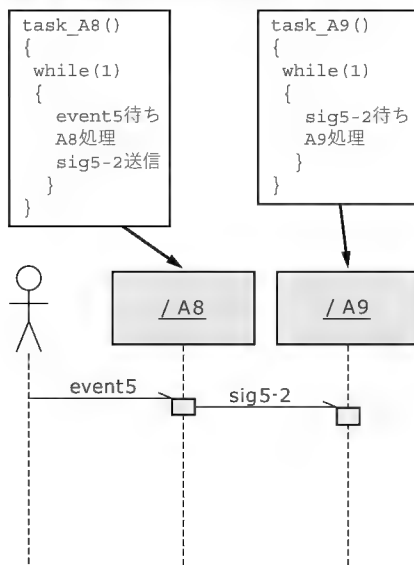 task_A8()
{
while(1)
{
event5待ち
A8処理
sig5-2送信
}
}
task_A9()
{
while(1)
{
sig5-2待ち
A9処理
}
}
/ A8
/ A9
event5
sig5-2